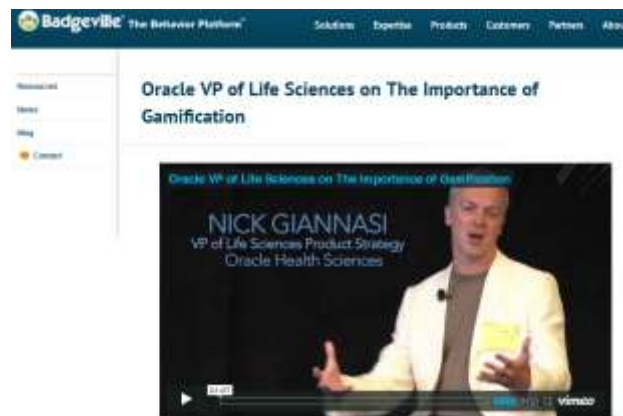 Badgeville The Behavior Platform
Solutions Expertise Products Customers Partners
Resources
News
Blog
Contact
Oracle VP of Life Sciences on The Importance of
Gamification
Oracle VP of Life Sciences on The Importance of Gamification
NICK GIANNASI
VP of Life Sciences Product Strategy
Oracle Health Sciences
vimeo